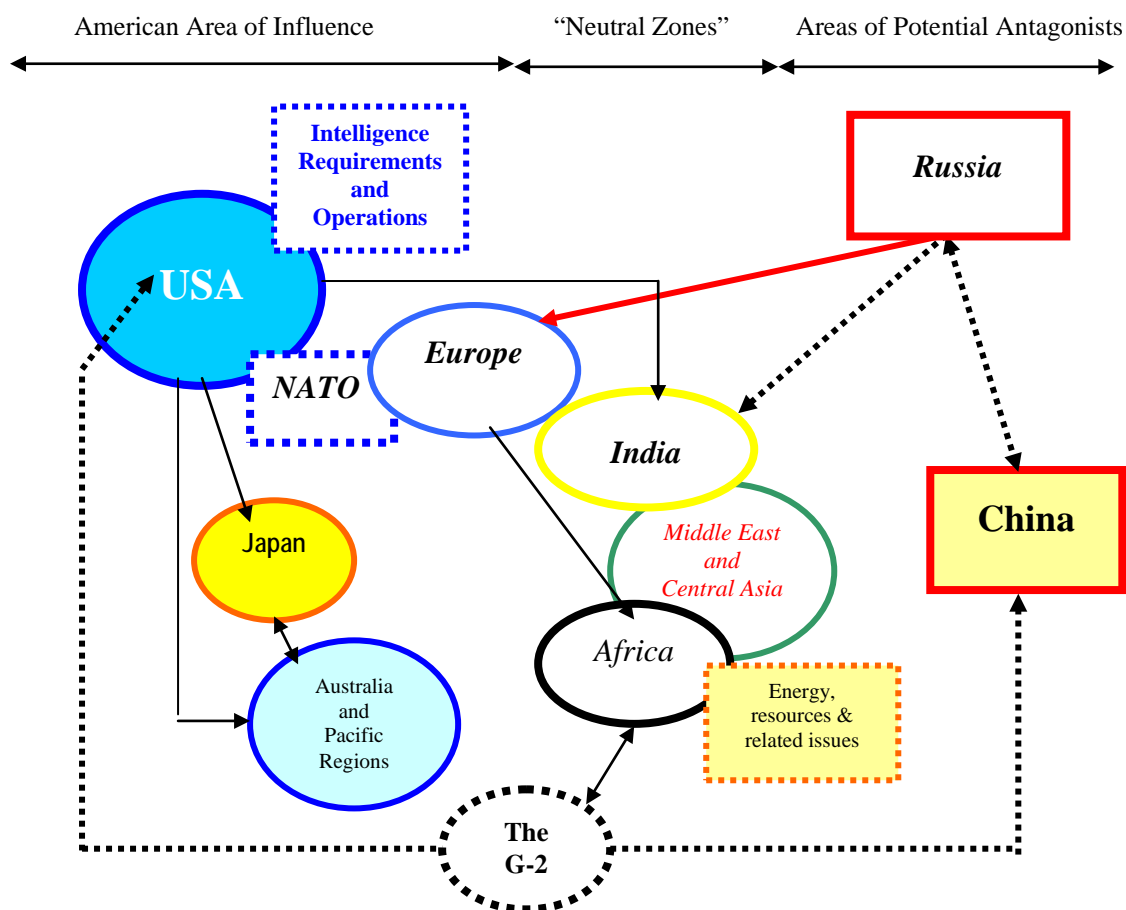 American Area of Influence
“Neutral Zones”
Areas of Potential Antagonists
Intelligence
Requirements
and
Operations
Russia
USA
Europe
NATO
India
China
Japan
Middle East
and
Central Asia
Africa
Australia
and
Pacific
Regions
Energy,
resources &
related issues
The
G-2